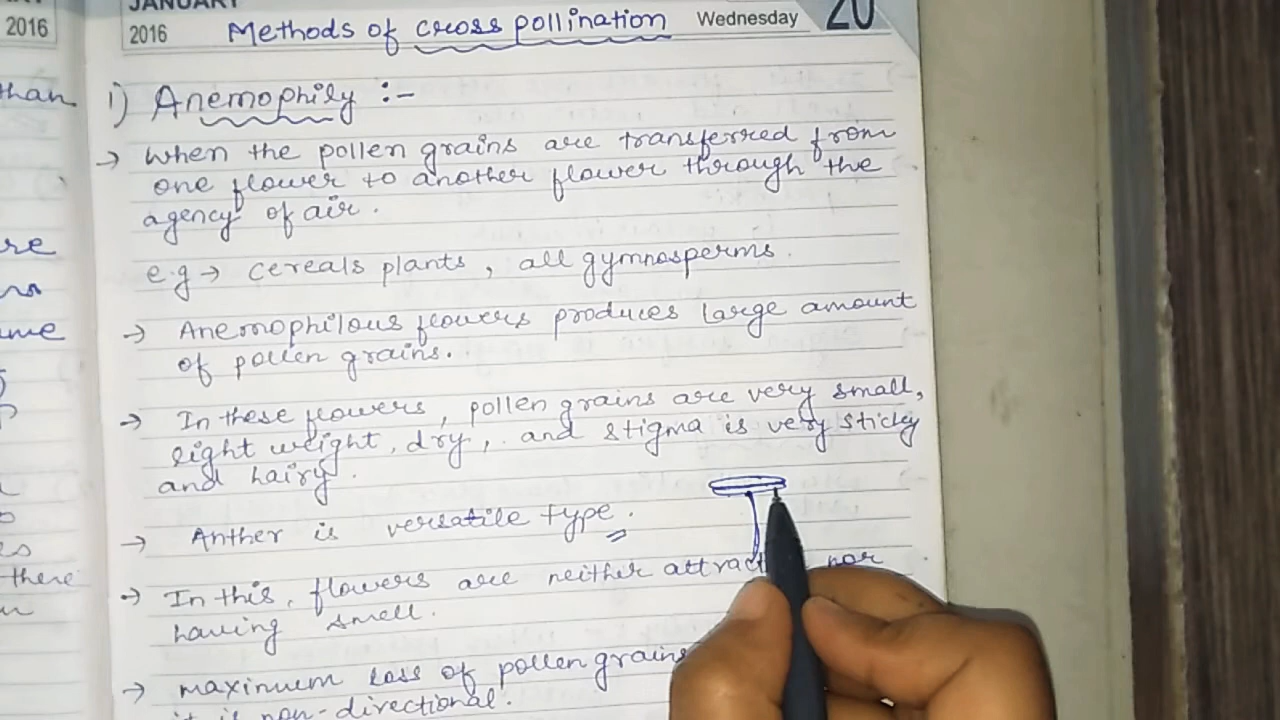 2016
than
re
me
there
JANUARY
2016 Methods of cross pollination Wednesday 20
1) Anemophily :-
→ When the pollen grains are transferred from
one flower to another flower through the
agency of air.
e.g → cereals plants, all gymnosperms.
→ Anemophilous flowers produces large amount
of pollen grains.
→ In these flowers, pollen grains are very small,
light weight, dry, and stigma is very sticky
and hairy.
→ Anther is versatile type.
→ In this, flowers are neither attract nor
having smell.
→ maximum loss of pollen grains
it is non-directional.